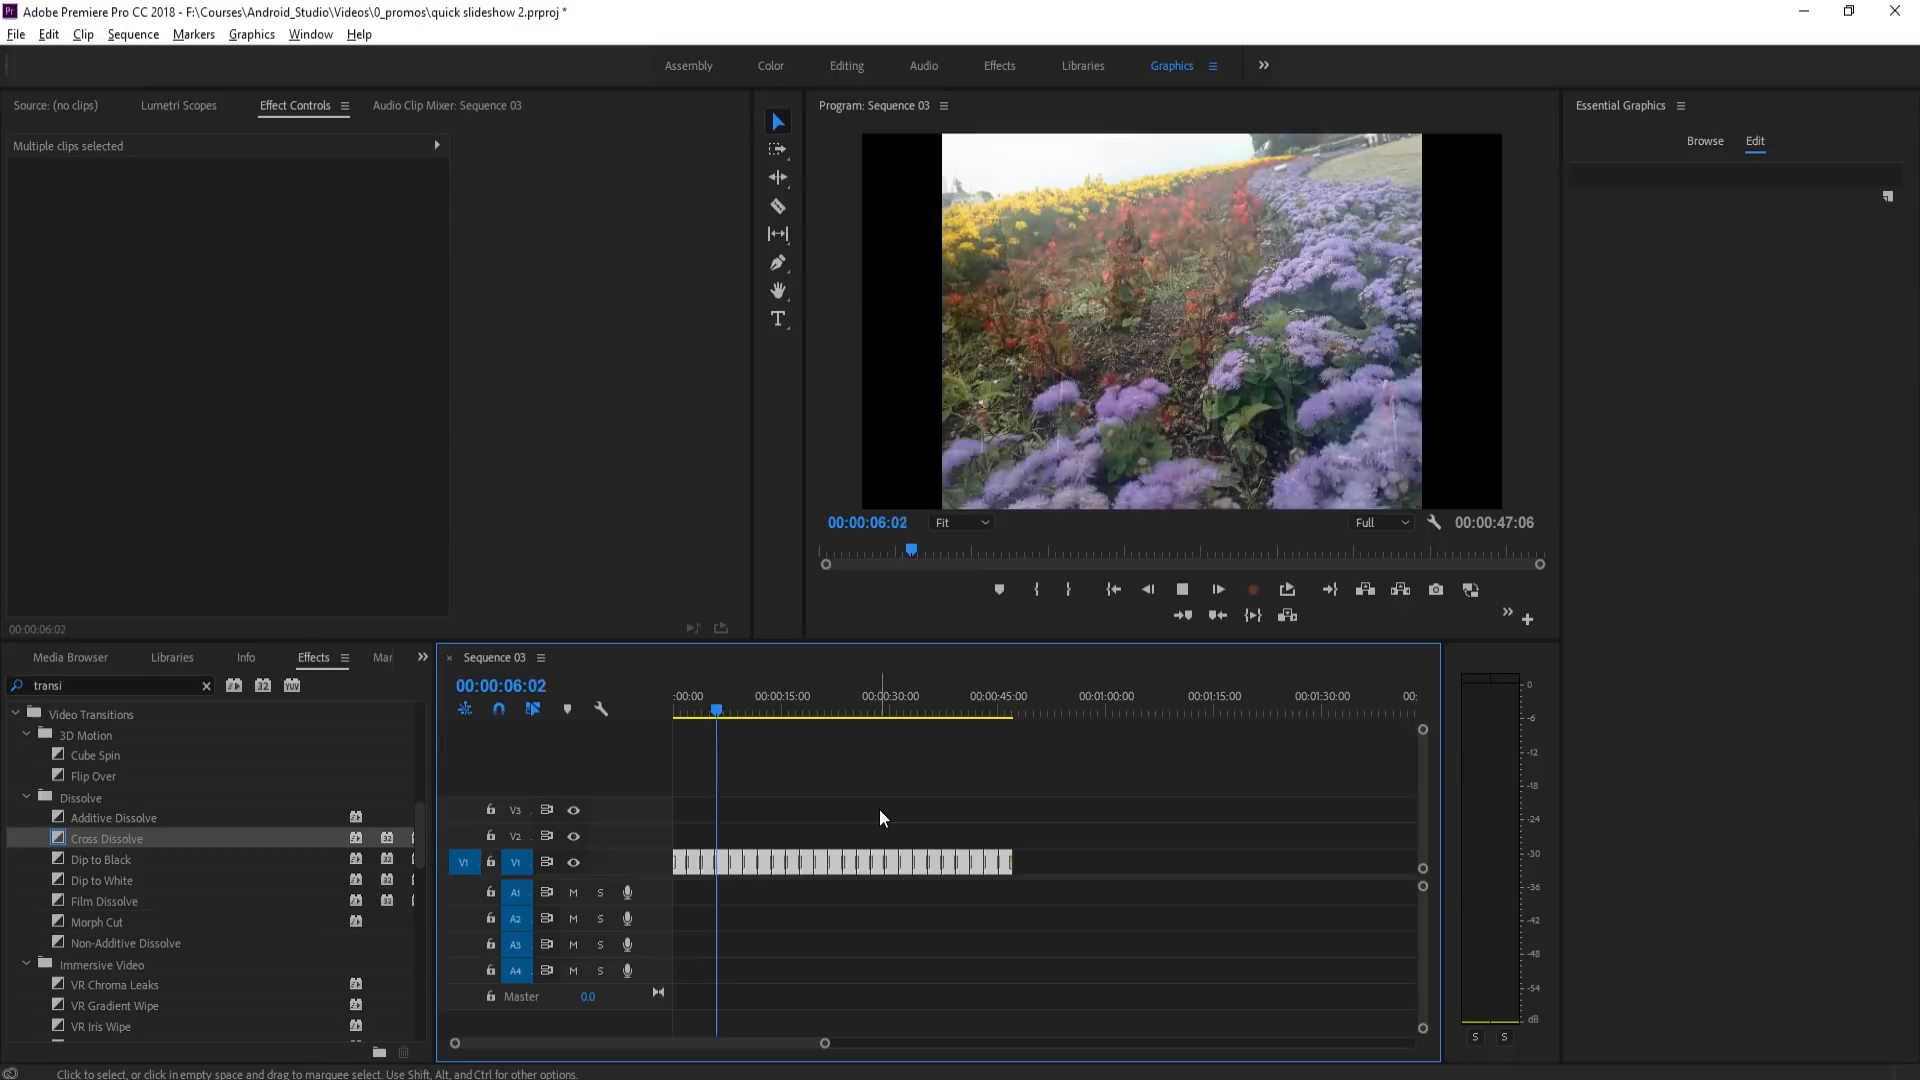 Pr Adobe Premiere Pro CC 2018 - F:\Courses\Android_Studio\Videos\0_promos\quick slideshow 2.prproj *
File Edit Clip Sequence Markers Graphics Window Help
Assembly Color Editing Audio Effects Libraries Graphics
Source: (no clips) Lumetri Scopes Effect Controls Audio Clip Mixer: Sequence 03
Program: Sequence 03
Essential Graphics
Browse Edit
Multiple clips selected
00:00:06:02 Fit Full 00:00:47:06
00:00:06:02
Media Browser Libraries Info Effects Mar
transi
Video Transitions
3D Motion
Cube Spin
Flip Over
Dissolve
Additive Dissolve
Cross Dissolve
Dip to Black
Dip to White
Film Dissolve
Morph Cut
Non-Additive Dissolve
Immersive Video
VR Chroma Leaks
VR Gradient Wipe
VR Iris Wipe
Sequence 03
00:00:06:02
:00:00 00:00:15:00 00:00:30:00 00:00:45:00 00:01:00:00 00:01:15:00 00:01:30:00 00:
V3
V2
V1 V1
A1 M S
A2 M S
A3 M S
A4 M S
Master 0.0
0
-6
-12
-18
-24
-30
-36
-42
-48
-54
dB
S S
Click to select, or click in empty space and drag to marquee select. Use Shift, Alt, and Ctrl for other options.